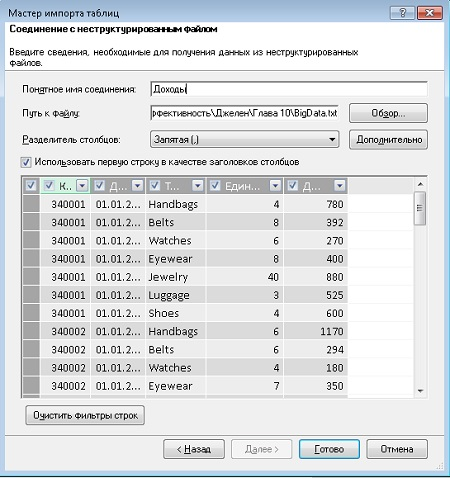 Мастер импорта таблиц
Соединение с неструктурированным файлом
Введите сведения, необходимые для получения данных из неструктурированных
файлов.
Понятное имя соединения: Доходы
Путь к файлу: эфективность\Джелен\Глава 10\BigData.txt Обзор...
Разделитель столбцов: Запятая (,) Дополнительно
Использовать первую строку в качестве заголовков столбцов
К... Д... Т... Един... Д...
340001 01.01.2... Handbags 4 780
340001 01.01.2... Belts 8 392
340001 01.01.2... Watches 6 270
340001 01.01.2... Eyewear 8 400
340001 01.01.2... Jewelry 40 880
340001 01.01.2... Luggage 3 525
340001 01.01.2... Shoes 4 600
340002 01.01.2... Handbags 6 1170
340002 01.01.2... Belts 6 294
340002 01.01.2... Watches 4 180
340002 01.01.2... Eyewear 7 350
Очистить фильтры строк
< Назад Далее > Готово Отмена